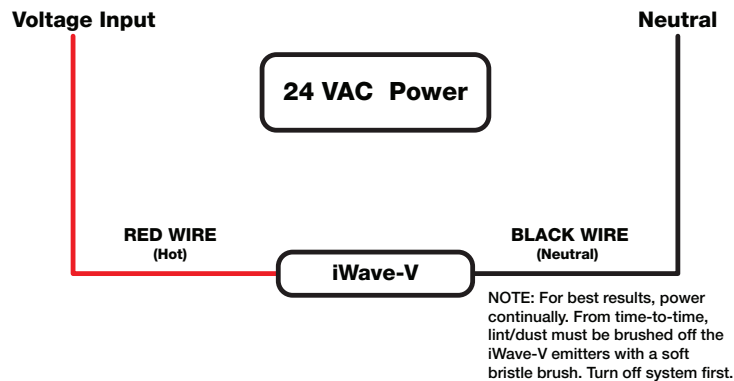 Voltage Input
Neutral
24 VAC Power
RED WIRE
(Hot)
BLACK WIRE
(Neutral)
iWave-V
NOTE: For best results, power
continually. From time-to-time,
lint/dust must be brushed off the
iWave-V emitters with a soft
bristle brush. Turn off system first.